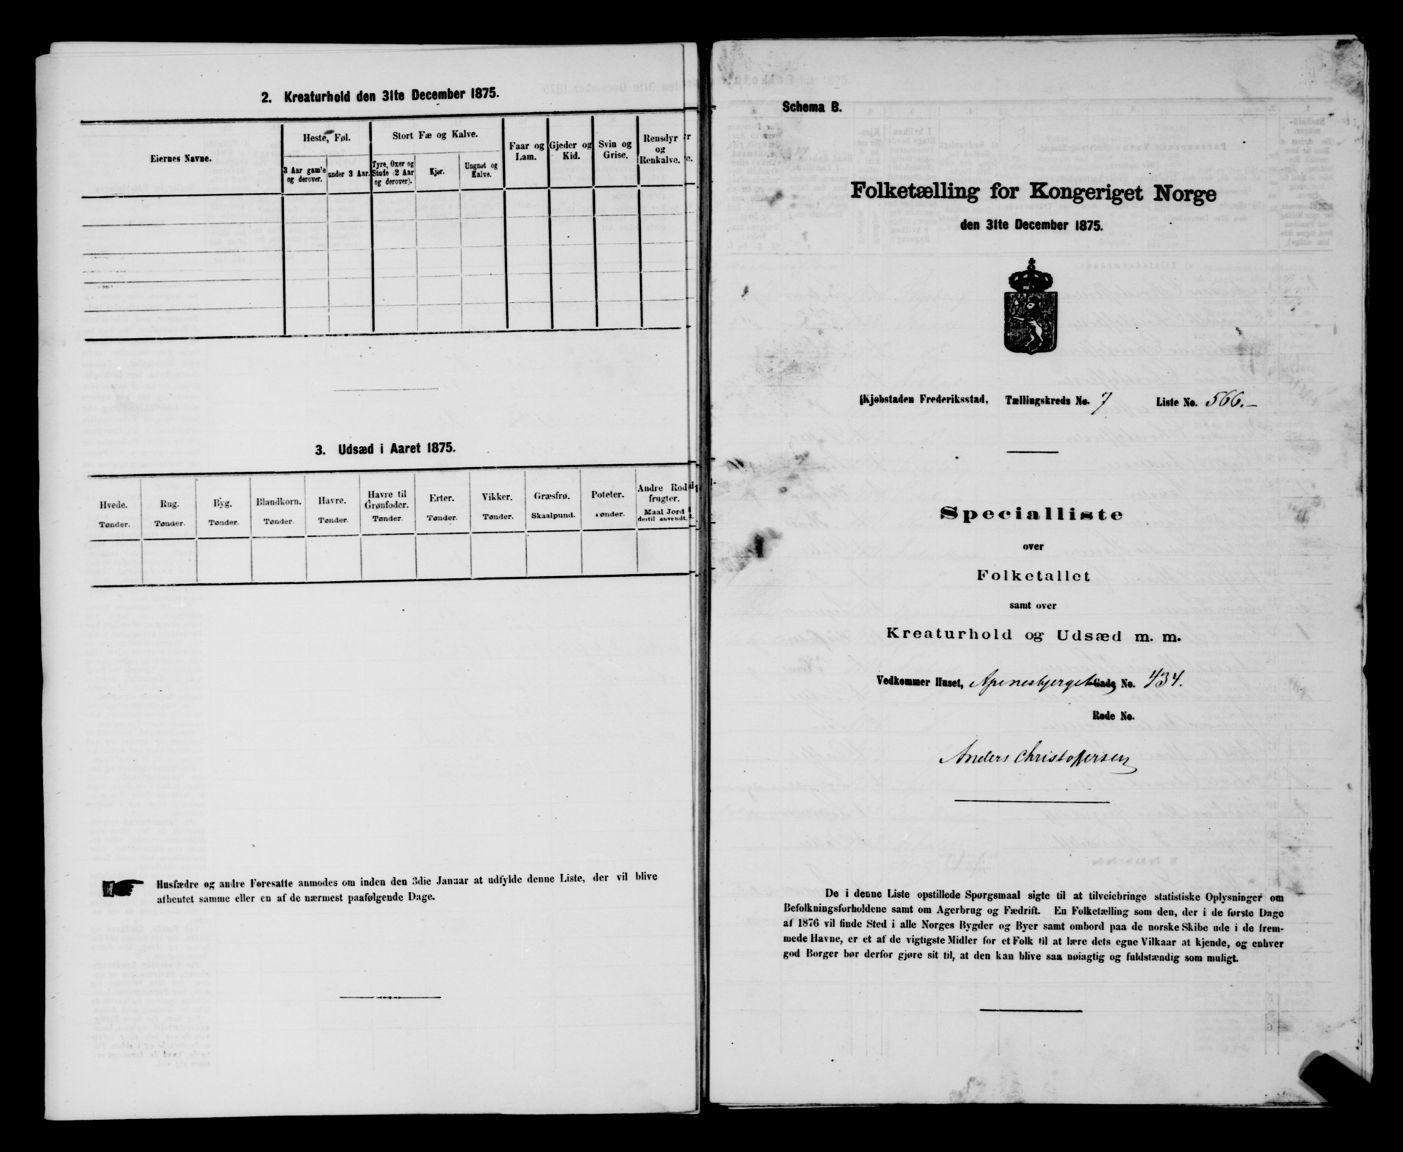 2. Kreaturhold den 31te December 1875.
Eiernes Navne.
Heste, Føl.
3 Aar gamle og derover.
under 3 Aar.
Stort Fæ og Kalve.
Tyre, Oxer og Stude (2 Aar og derover).
Kjør.
Ungnøt og Kalve.
Faar og Lam.
Gjeder og Kid.
Svin og Grise.
Rensdyr og Renkalve.
3. Udsæd i Aaret 1875.
Hvede. Tønder.
Rug. Tønder.
Byg. Tønder.
Blandkorn. Tønder.
Havre. Tønder.
Havre til Grønfoder. Tønder.
Erter. Tønder.
Vikker. Tønder.
Græsfrø. Skaalpund.
Poteter. Tønder.
Andre Rodfrugter. Maal Jord dertil anvendt.
Husfædre og andre Foresatte anmodes om inden den 3die Januar at udfylde denne Liste, der vil blive
afhentet samme eller en af de nærmest paafølgende Dage.
Schema B.
Folketælling for Kongeriget Norge
den 31te December 1875.
Kjøbstaden Frederiksstad. Tællingskreds No. 7 Liste No. 566.—
Specialliste
over
Folketallet
samt over
Kreaturhold og Udsæd m. m.
Vedkommer Huset, Apenesbjerget Gade No. 434.
Rode No.
Anders Christoffersen
De i denne Liste opstillede Spørgsmaal sigte til at tilveiebringe statistiske Oplysninger om
Befolkningsforholdene samt om Agerbrug og Fædrift. En Folketælling som den, der i de første Dage
af 1876 vil finde Sted i alle Norges Bygder og Byer samt ombord paa de norske Skibe ude i de frem-
mede Havne, er et af de vigtigste Midler for et Folk til at lære dets egne Vilkaar at kjende, og enhver
god Borger bør derfor gjøre sit til, at den kan blive saa nøiagtig og fuldstændig som muligt.